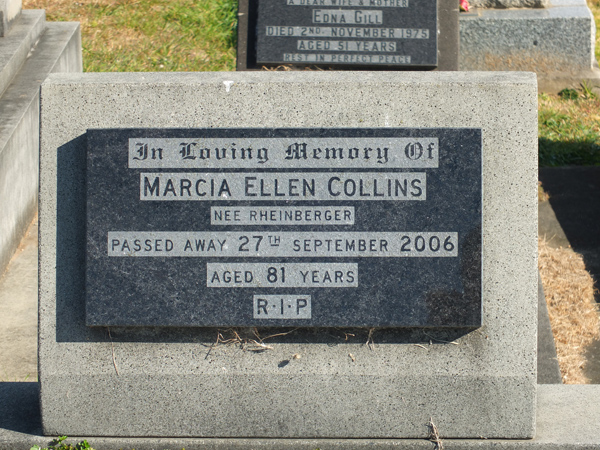 A DEAR WIFE & MOTHER
EDNA GILL
DIED 2ND NOVEMBER 1975
AGED 51 YEARS
REST IN PERFECT PEACE
In Loving Memory Of
MARCIA ELLEN COLLINS
NEE RHEINBERGER
PASSED AWAY 27TH SEPTEMBER 2006
AGED 81 YEARS
R·I·P